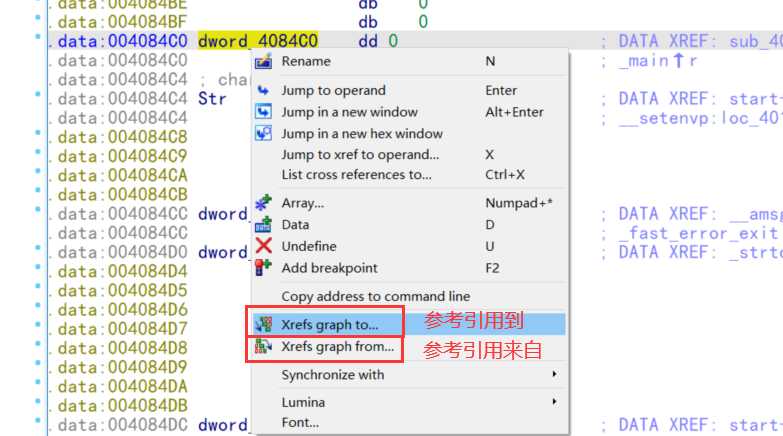 .data:004084BE db 0
.data:004084BF db 0
.data:004084C0 dword_4084C0 dd 0 ; DATA XREF: sub_40
.data:004084C0 ; _main↑r
.data:004084C4 ; cha
.data:004084C4 Str ; DATA XREF: start+
.data:004084C4 ; __setenvp:loc_401
.data:004084C8
.data:004084C9
.data:004084CA
.data:004084CB
.data:004084CC dword_ ; DATA XREF: __amsg
.data:004084CC ; _fast_error_exit
.data:004084D0 dword_ ; DATA XREF: _strto
.data:004084D4
.data:004084D5
.data:004084D6
.data:004084D7
.data:004084D8
.data:004084D9
.data:004084DA
.data:004084DB
.data:004084DC dword_ ; DATA XREF: start+
Rename N
Jump to operand Enter
Jump in a new window Alt+Enter
Jump in a new hex window
Jump to xref to operand... X
List cross references to... Ctrl+X
Array... Numpad+*
Data D
Undefine U
Add breakpoint F2
Copy address to command line
Xrefs graph to... 参考引用到
Xrefs graph from... 参考引用来自
Synchronize with
Lumina
Font...